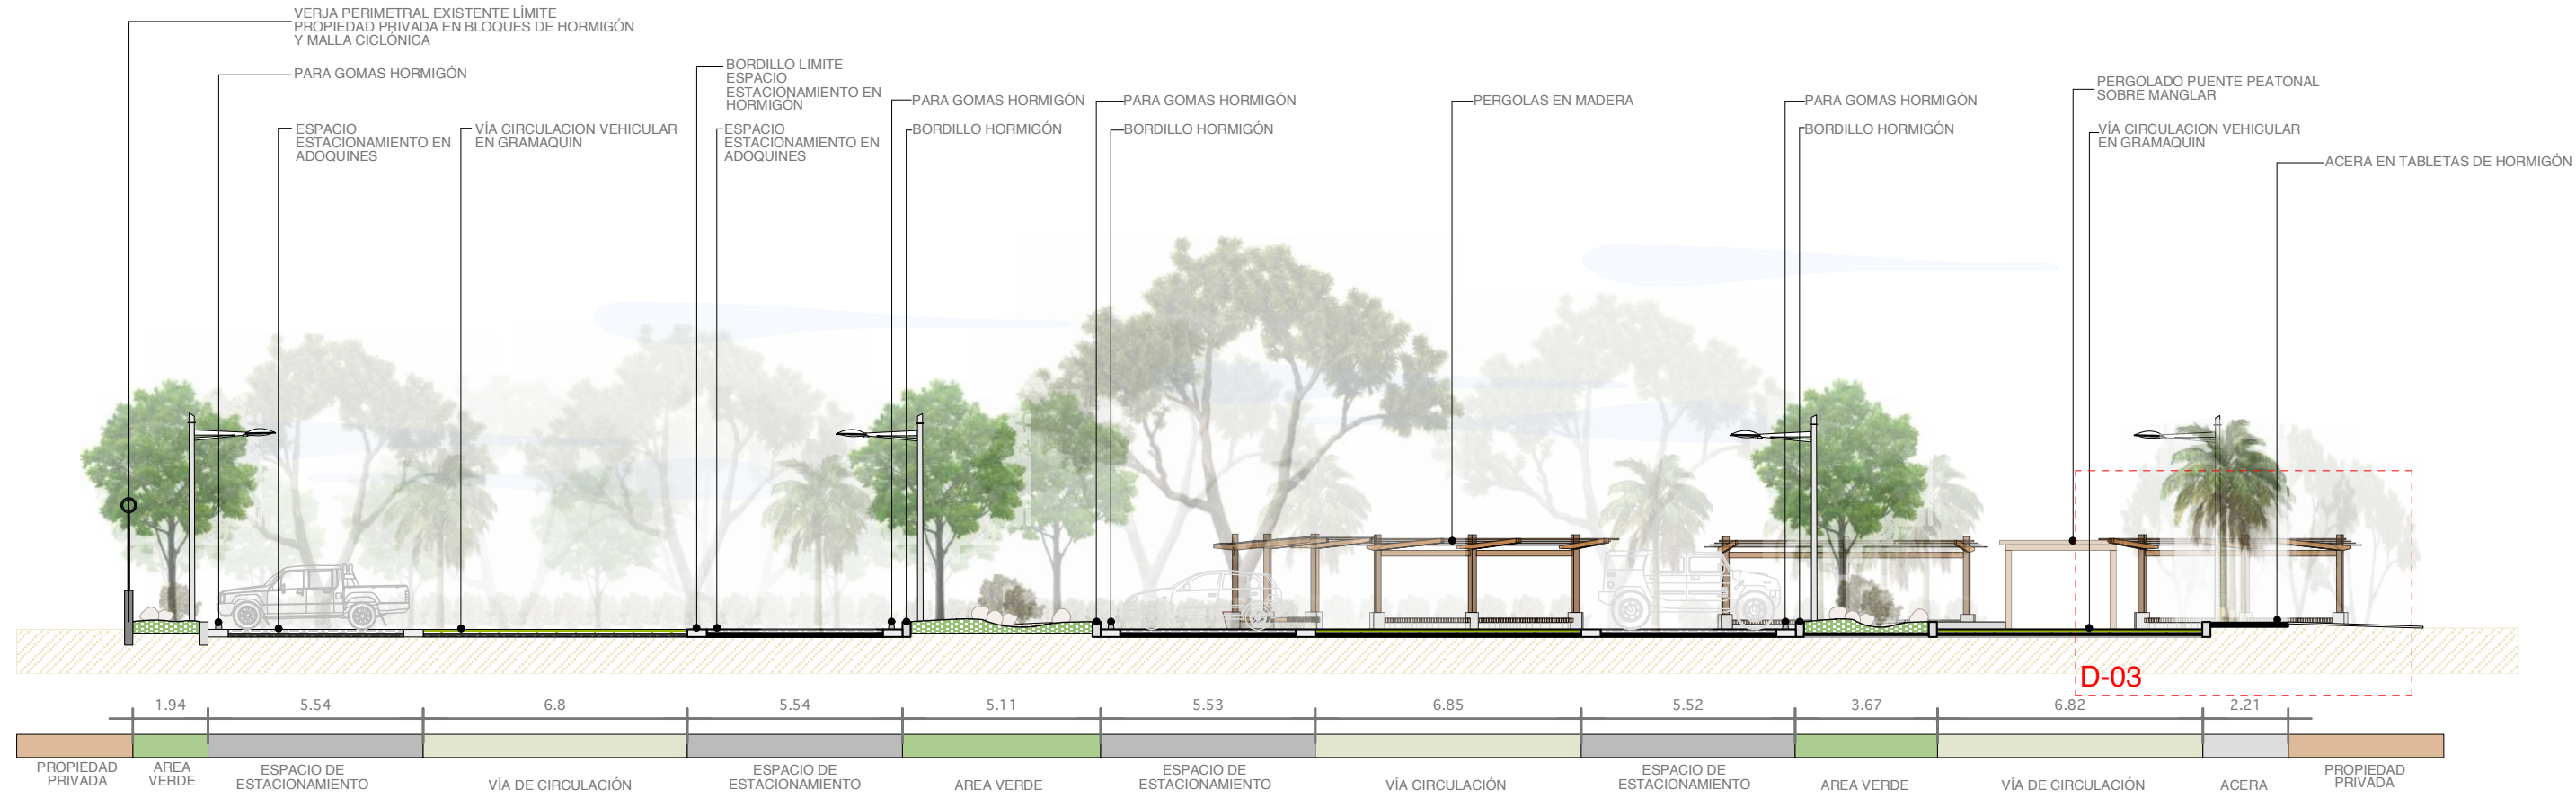 VERJA PERIMETRAL EXISTENTE LÍMITE
PROPIEDAD PRIVADA EN BLOQUES DE HORMIGÓN
Y MALLA CICLÓNICA
PARA GOMAS HORMIGÓN
ESPACIO
ESTACIONAMIENTO EN
ADOQUINES
VÍA CIRCULACION VEHICULAR
EN GRAMAQUIN
BORDILLO LIMITE
ESPACIO
ESTACIONAMIENTO EN
HORMIGÓN
ESPACIO
ESTACIONAMIENTO EN
ADOQUINES
PARA GOMAS HORMIGÓN
BORDILLO HORMIGÓN
PARA GOMAS HORMIGÓN
BORDILLO HORMIGÓN
PERGOLAS EN MADERA
PARA GOMAS HORMIGÓN
BORDILLO HORMIGÓN
PERGOLADO PUENTE PEATONAL
SOBRE MANGLAR
VÍA CIRCULACION VEHICULAR
EN GRAMAQUIN
ACERA EN TABLETAS DE HORMIGÓN
D-03
1.94
5.54
6.8
5.54
5.11
5.53
6.85
5.52
3.67
6.82
2.21
PROPIEDAD
PRIVADA
AREA
VERDE
ESPACIO DE
ESTACIONAMIENTO
VÍA DE CIRCULACIÓN
ESPACIO DE
ESTACIONAMIENTO
AREA VERDE
ESPACIO DE
ESTACIONAMIENTO
VÍA CIRCULACIÓN
ESPACIO DE
ESTACIONAMIENTO
AREA VERDE
VÍA DE CIRCULACIÓN
ACERA
PROPIEDAD
PRIVADA